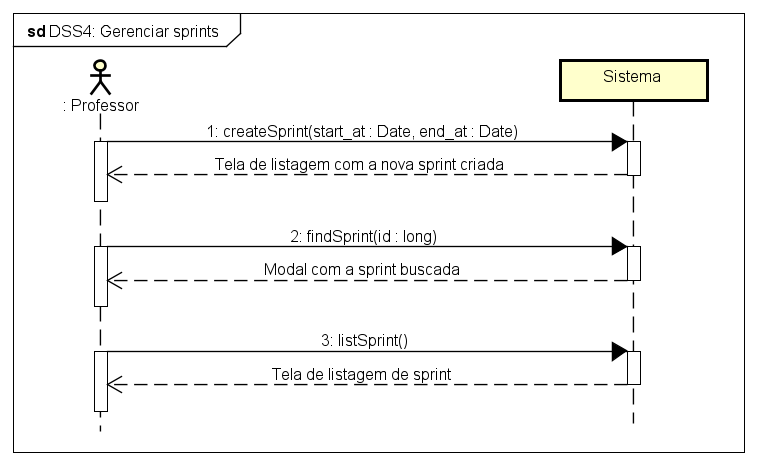 sd DSS4: Gerenciar sprints
: Professor
Sistema
1: createSprint(start_at : Date, end_at : Date)
Tela de listagem com a nova sprint criada
2: findSprint(id : long)
Modal com a sprint buscada
3: listSprint()
Tela de listagem de sprint